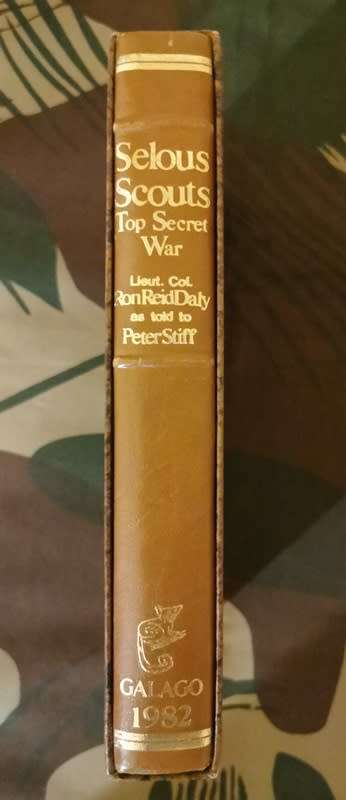 Selous
Scouts
Top Secret
War
Lieut. Col.
Ron Reid Daly
as told to
Peter Stiff
GALAGO
1982